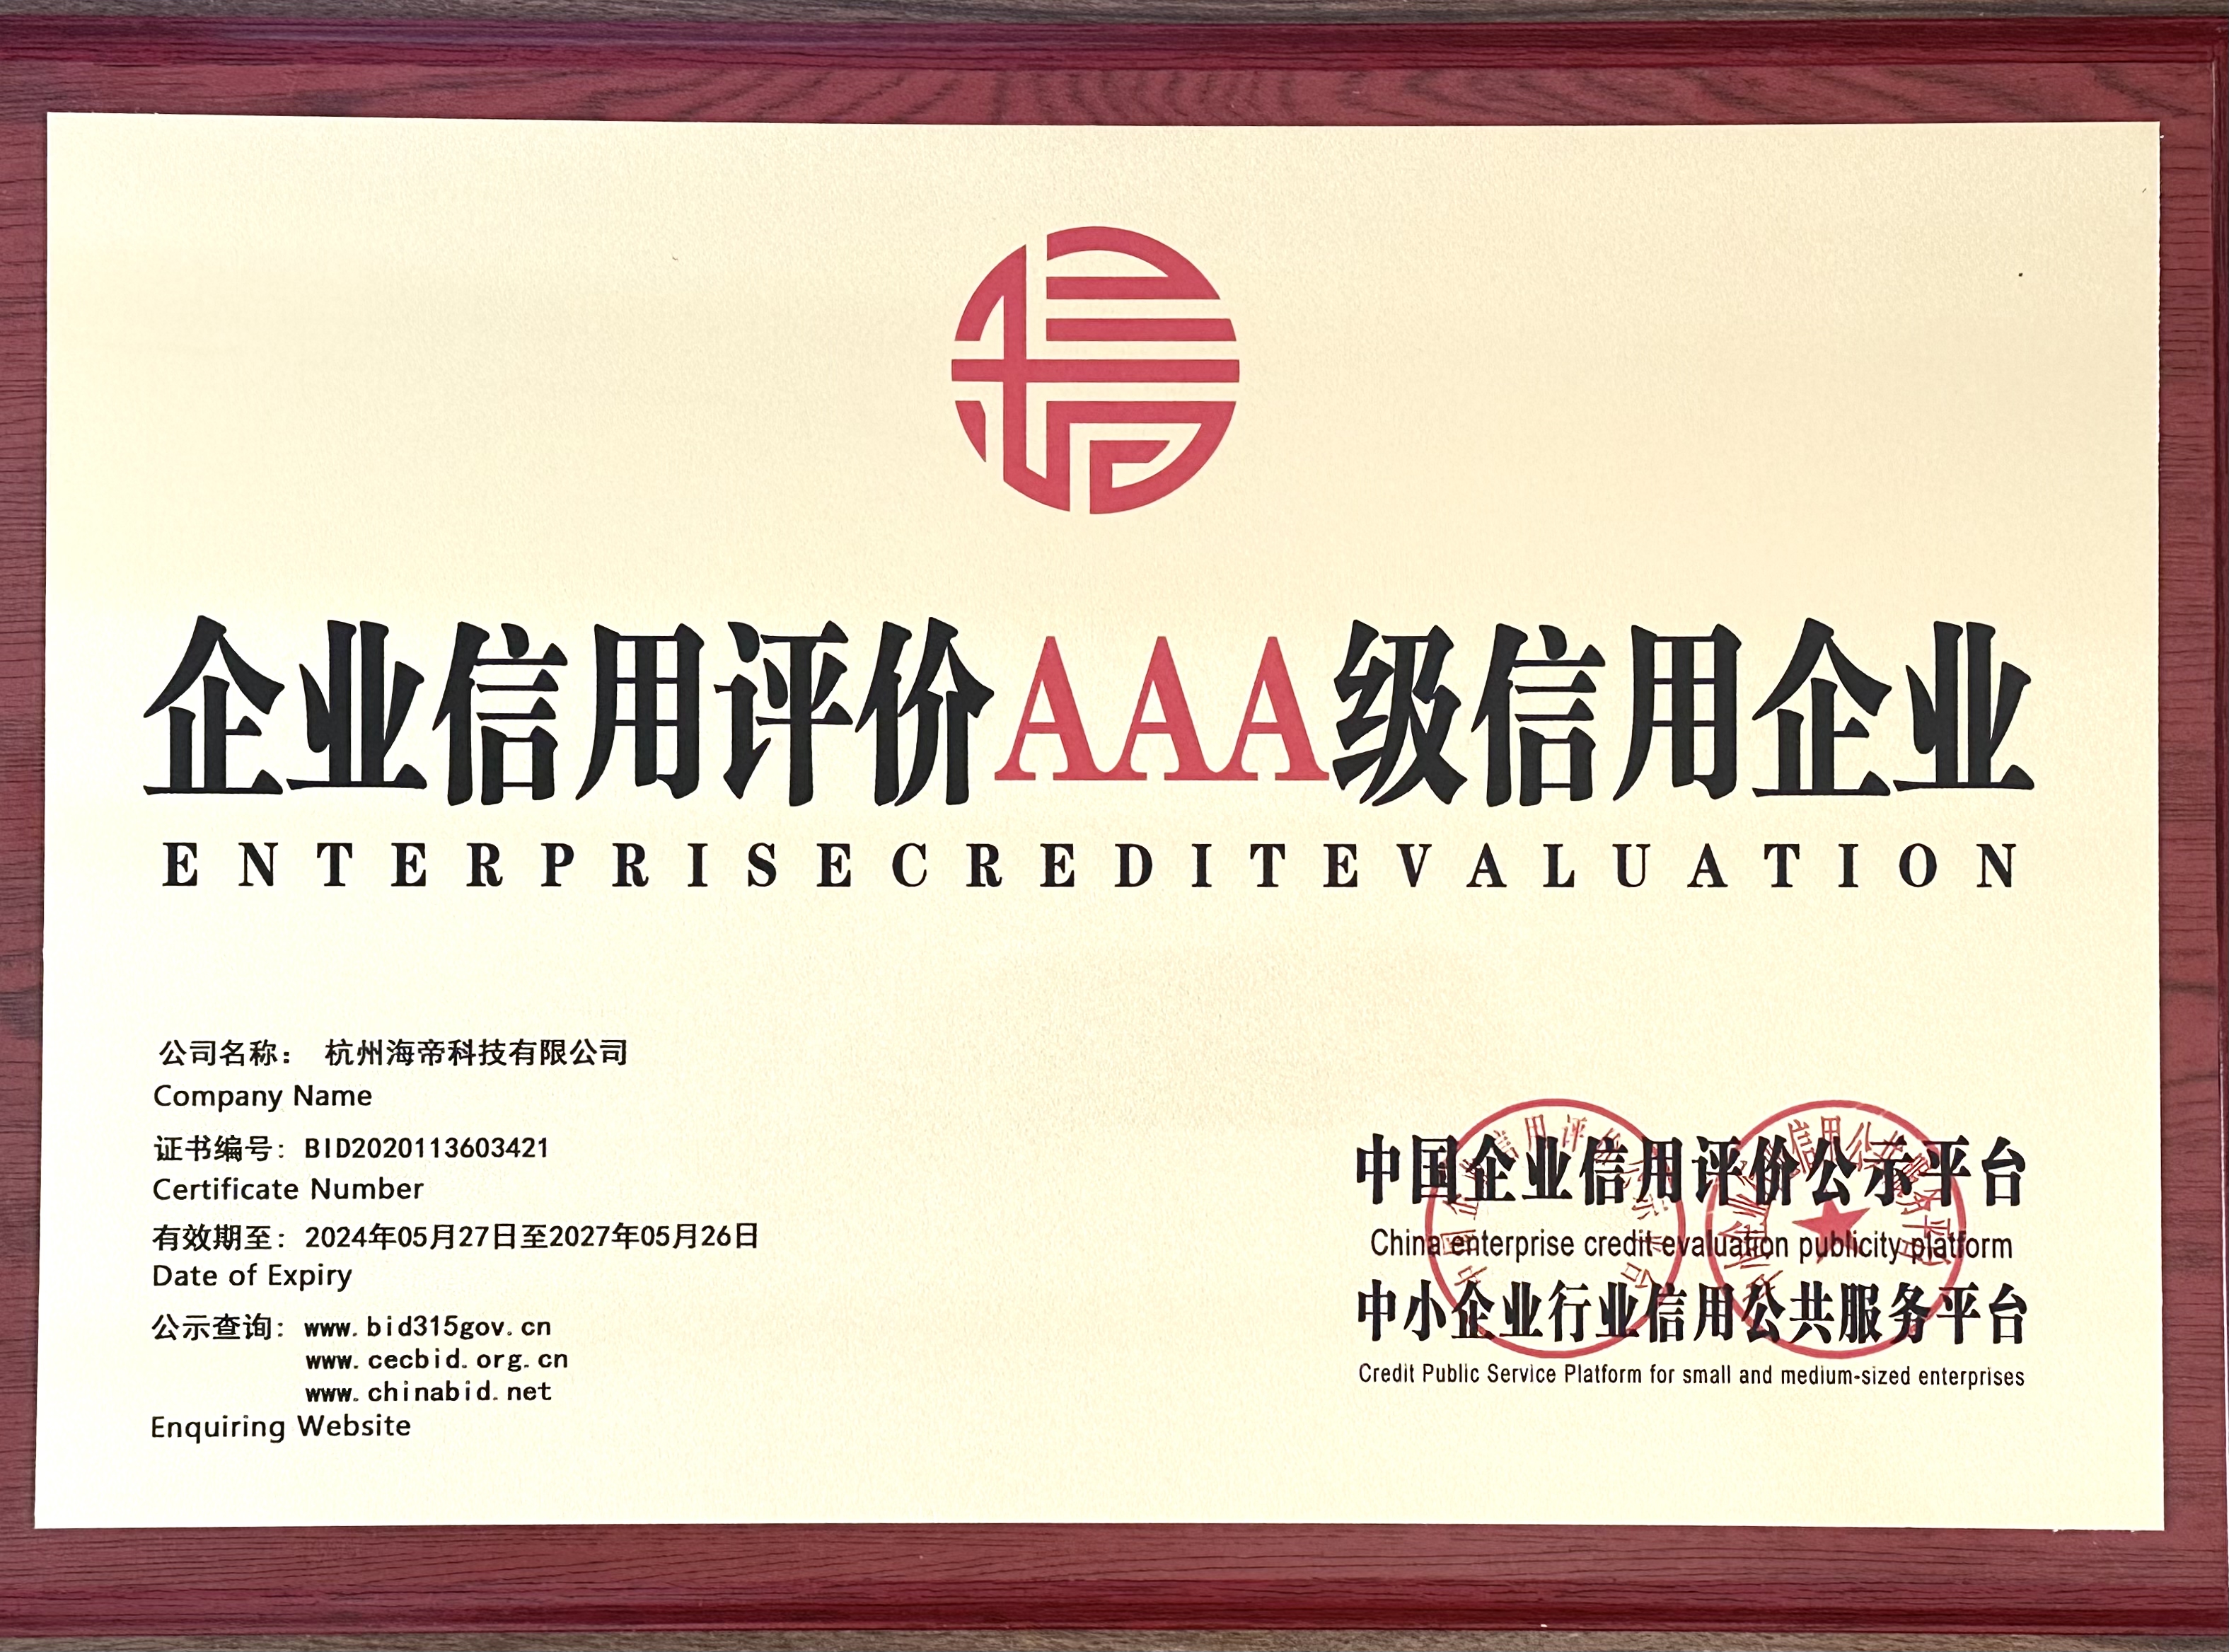 企业信用评价AAA级信用企业
ENTERPRISECREDITEVALUATION
公司名称： 杭州海帝科技有限公司
Company Name
证书编号: BID2020113603421
Certificate Number
有效期至: 2024年05月27日至2027年05月26日
Date of Expiry
公示查询: www.bid315gov.cn
www.cecbid.org.cn
www.chinabid.net
Enquiring Website
中国企业信用评价公示平台
China enterprise credit evaluation publicity platform
中小企业行业信用公共服务平台
Credit Public Service Platform for small and medium-sized enterprises